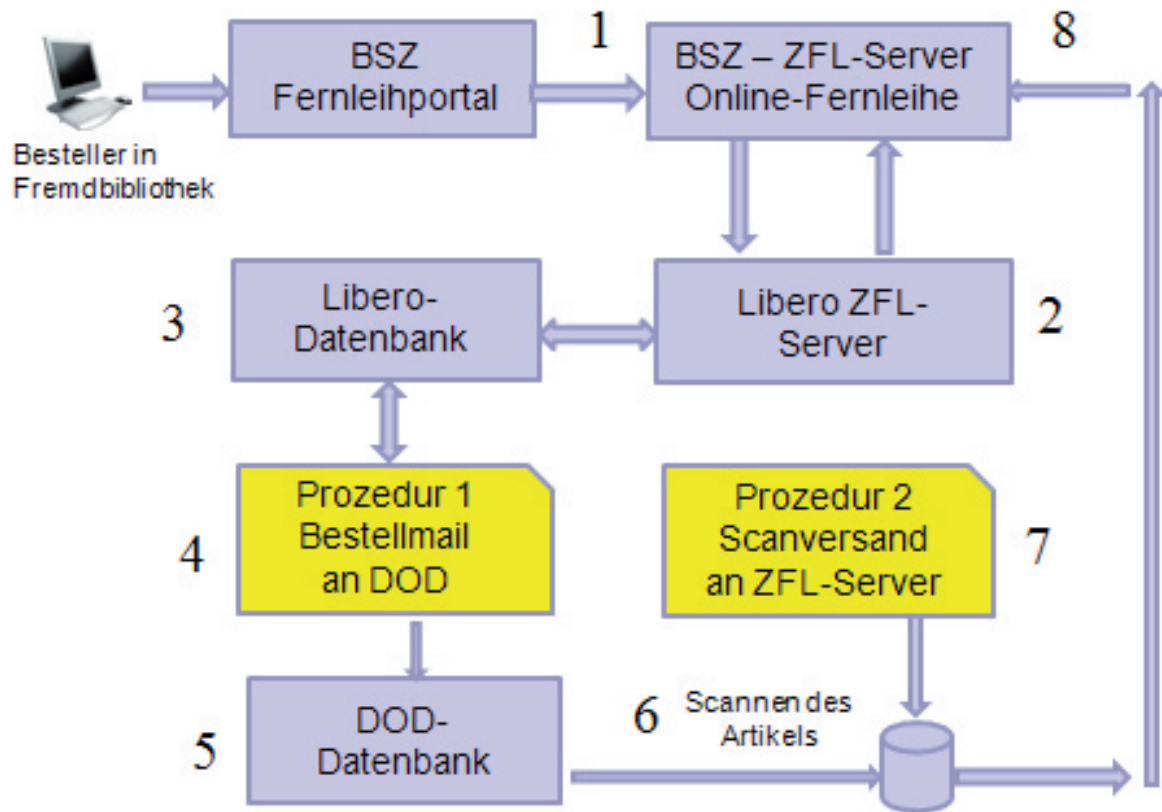 BSZ
Fernleihportal
1
BSZ – ZFL-Server
Online-Fernleihe
8
Besteller in
Fremdbibliothek
3
Libero-
Datenbank
Libero ZFL-
Server
2
4
Prozedur 1
Bestellmail
an DOD
Prozedur 2
Scanversand
an ZFL-Server
7
5
DOD-
Datenbank
6
Scannen des
Artikels